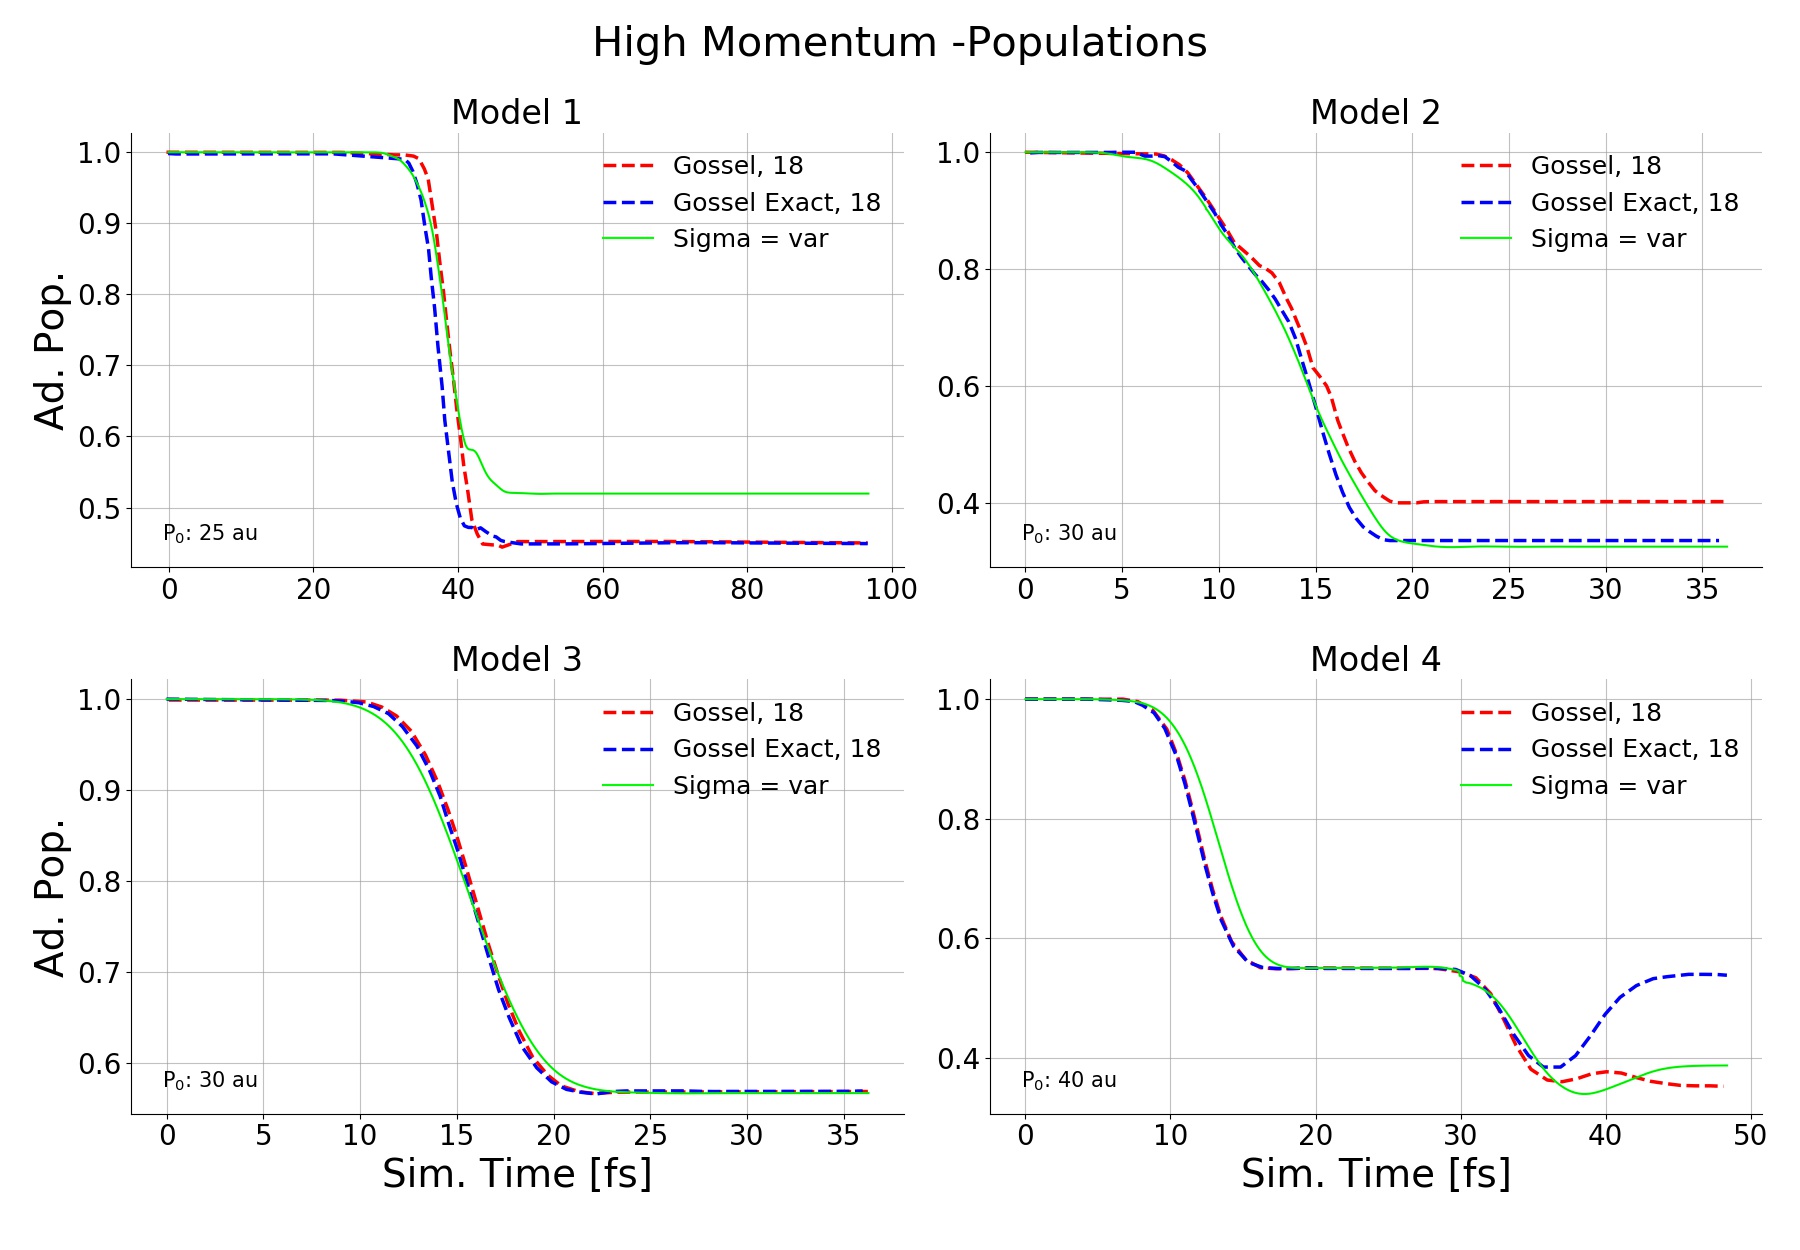 High Momentum -Populations
Model 1
Ad. Pop.
1.0
0.9
0.8
0.7
0.6
0.5
Gossel, 18
Gossel Exact, 18
Sigma = var
P₀: 25 au
0 20 40 60 80 100
Model 2
1.0
0.8
0.6
0.4
Gossel, 18
Gossel Exact, 18
Sigma = var
P₀: 30 au
0 5 10 15 20 25 30 35
Model 3
Ad. Pop.
1.0
0.9
0.8
0.7
0.6
Gossel, 18
Gossel Exact, 18
Sigma = var
P₀: 30 au
0 5 10 15 20 25 30 35
Sim. Time [fs]
Model 4
1.0
0.8
0.6
0.4
Gossel, 18
Gossel Exact, 18
Sigma = var
P₀: 40 au
0 10 20 30 40 50
Sim. Time [fs]